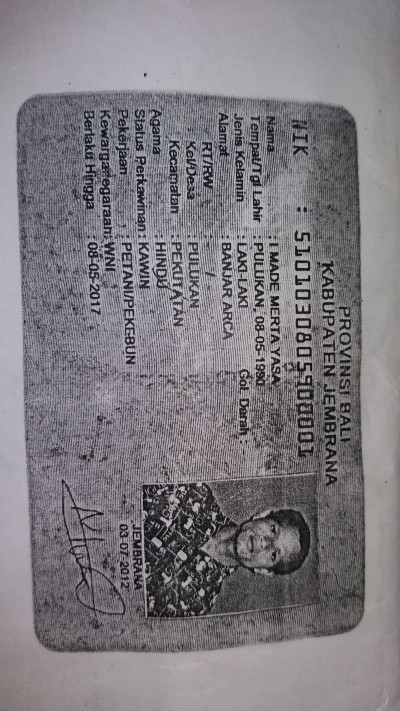 PROVINSI BALI
KABUPATEN JEMBRANA
NIK : 5101030805900001
Nama : I MADE MERTA YASA
Tempat/Tgl Lahir : PULUKAN, 08-05-1990
Jenis Kelamin : LAKI-LAKI Gol. Darah : -
Alamat : BANJAR ARCA
RT/RW : /
Kel/Desa : PULUKAN
Kecamatan : PEKUTATAN
Agama : HINDU
Status Perkawinan: KAWIN
Pekerjaan : PETANI/PEKEBUN
Kewarganegaraan: WNI
Berlaku Hingga : 08-05-2017
JEMBRANA
03-07-2012